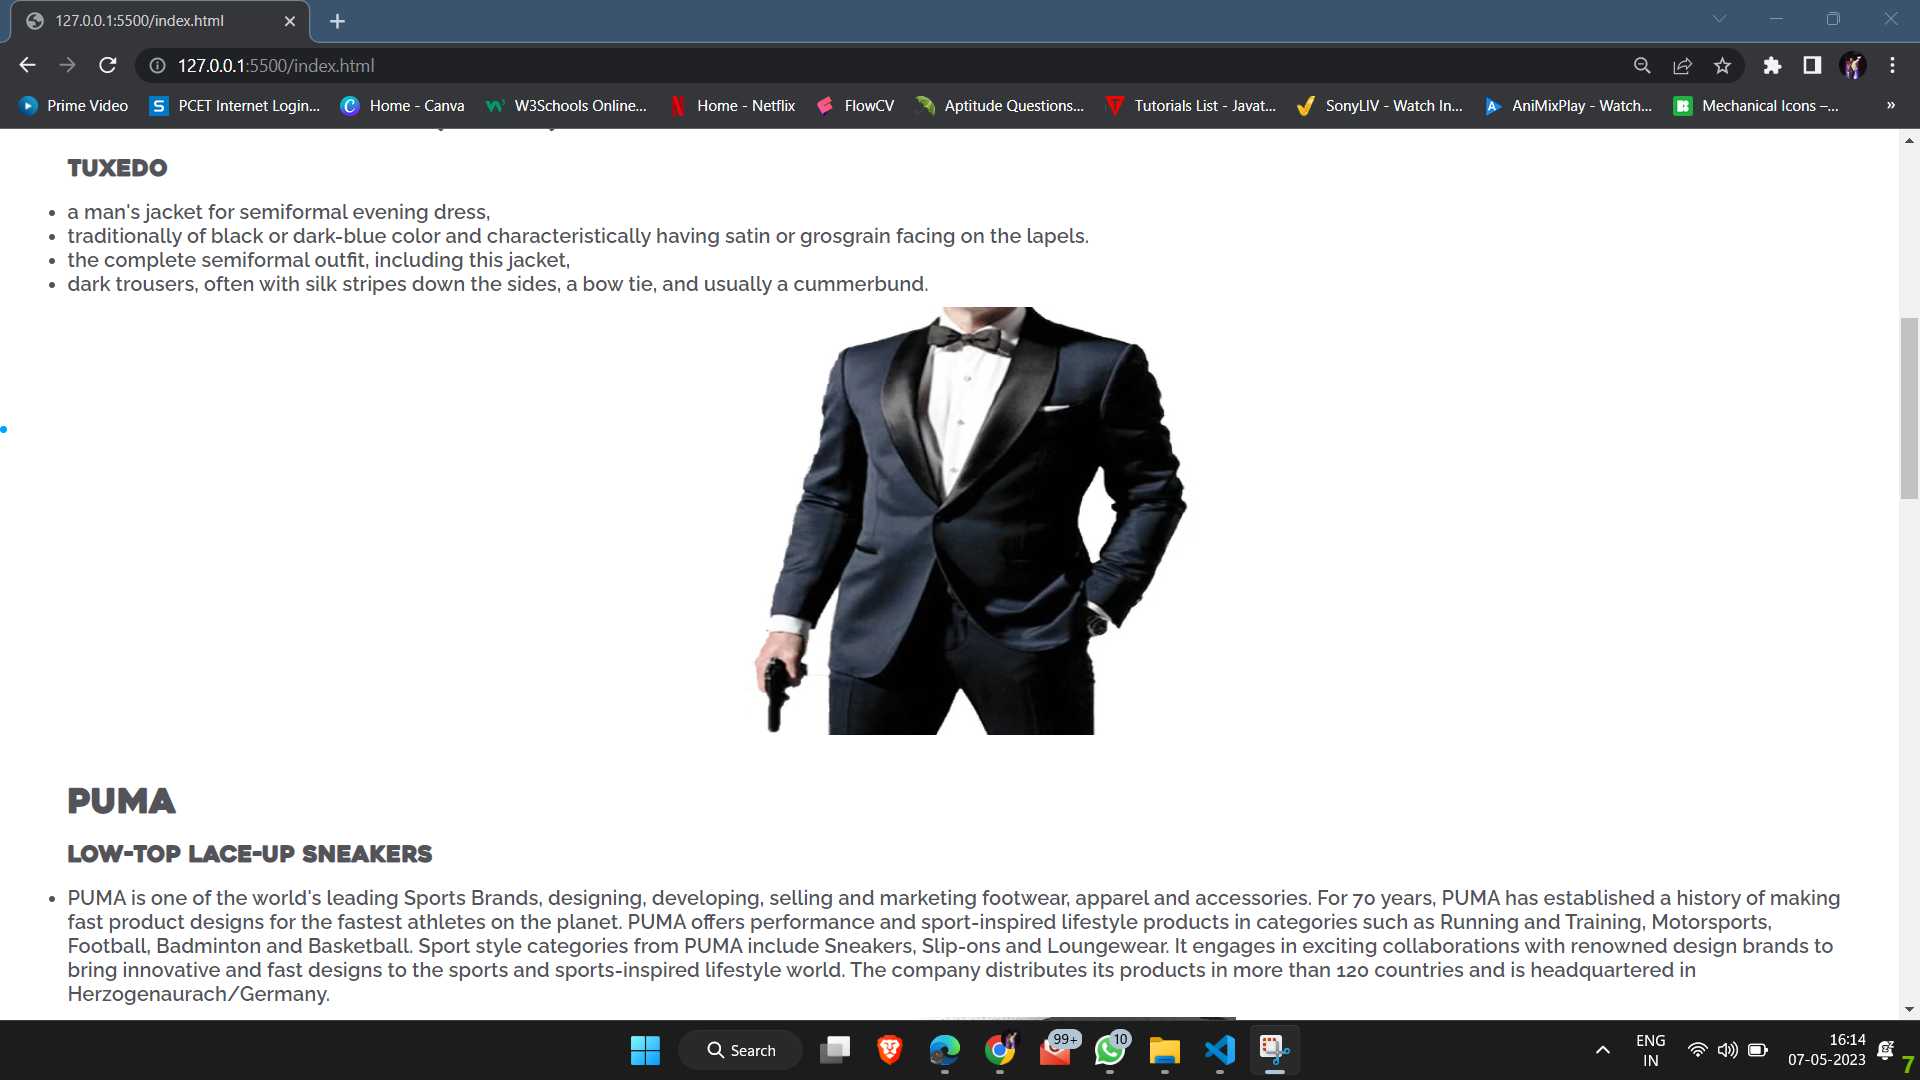 127.0.0.1:5500/index.html
127.0.0.1:5500/index.html
Prime Video
PCET Internet Login...
Home - Canva
W3Schools Online...
Home - Netflix
FlowCV
Aptitude Questions...
Tutorials List - Javat...
SonyLIV - Watch In...
AniMixPlay - Watch...
Mechanical Icons –...
»
TUXEDO
• a man's jacket for semiformal evening dress,
• traditionally of black or dark-blue color and characteristically having satin or grosgrain facing on the lapels.
• the complete semiformal outfit, including this jacket,
• dark trousers, often with silk stripes down the sides, a bow tie, and usually a cummerbund.
PUMA
LOW-TOP LACE-UP SNEAKERS
• PUMA is one of the world's leading Sports Brands, designing, developing, selling and marketing footwear, apparel and accessories. For 70 years, PUMA has established a history of making
fast product designs for the fastest athletes on the planet. PUMA offers performance and sport-inspired lifestyle products in categories such as Running and Training, Motorsports,
Football, Badminton and Basketball. Sport style categories from PUMA include Sneakers, Slip-ons and Loungewear. It engages in exciting collaborations with renowned design brands to
bring innovative and fast designs to the sports and sports-inspired lifestyle world. The company distributes its products in more than 120 countries and is headquartered in
Herzogenaurach/Germany.
Search
99+
10
ENG
IN
16:14
07-05-2023
7